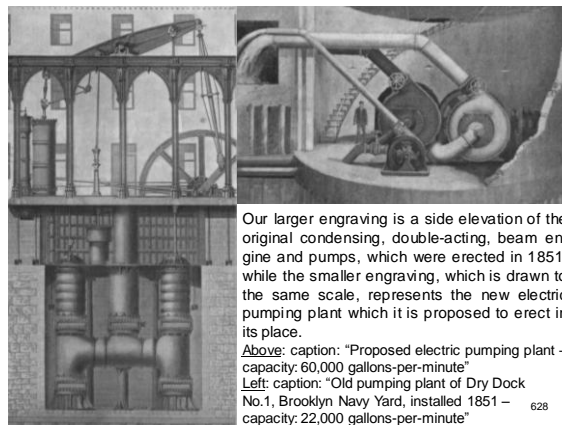 Our larger engraving is a side elevation of the
original condensing, double-acting, beam en
gine and pumps, which were erected in 1851
while the smaller engraving, which is drawn to
the same scale, represents the new electric
pumping plant which it is proposed to erect in
its place.
Above: caption: “Proposed electric pumping plant -
capacity: 60,000 gallons-per-minute”
Left: caption: “Old pumping plant of Dry Dock
No.1, Brooklyn Navy Yard, installed 1851 –
capacity: 22,000 gallons-per-minute”
628